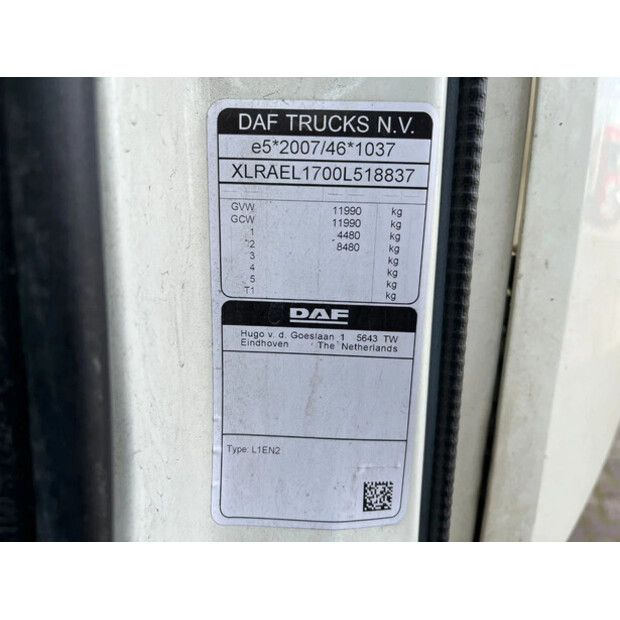 DAF TRUCKS N.V.
e5*2007/46*1037
XLRAEL1700L518837
GVW 11990 kg
GCW 11990 kg
1 4480 kg
2 8480 kg
3 kg
4 kg
5 kg
T1 kg
DAF
Hugo v. d. Goeslaan 1 5643 TW
Eindhoven The Netherlands
Type: L1EN2